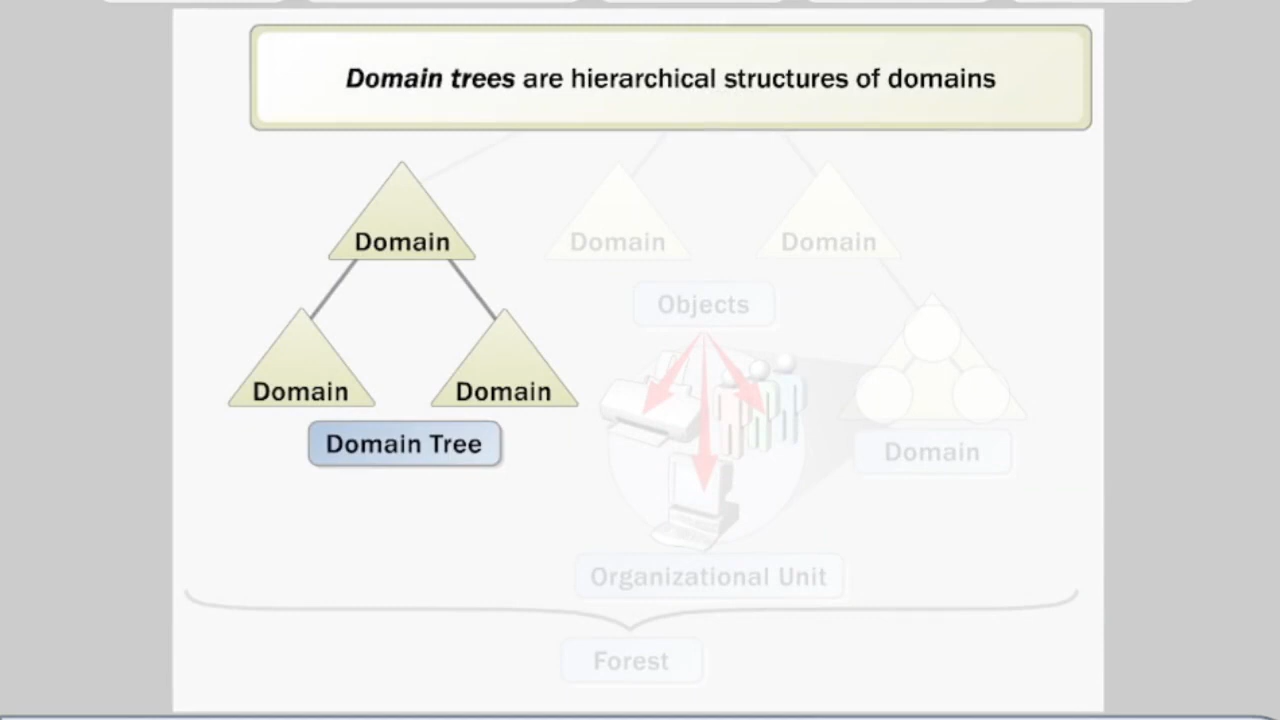 Domain trees are hierarchical structures of domains
Domain
Domain
Domain
Objects
Domain
Domain
Domain Tree
Domain
Organizational Unit
Forest